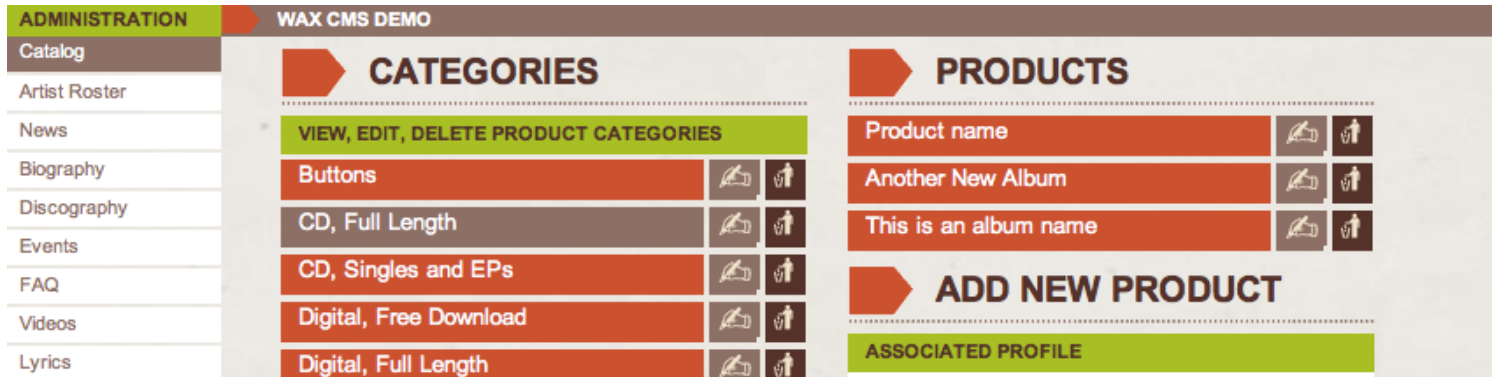 ADMINISTRATION
WAX CMS DEMO
Catalog
Artist Roster
News
Biography
Discography
Events
FAQ
Videos
Lyrics
CATEGORIES
VIEW, EDIT, DELETE PRODUCT CATEGORIES
Buttons
CD, Full Length
CD, Singles and EPs
Digital, Free Download
Digital, Full Length
PRODUCTS
Product name
Another New Album
This is an album name
ADD NEW PRODUCT
ASSOCIATED PROFILE